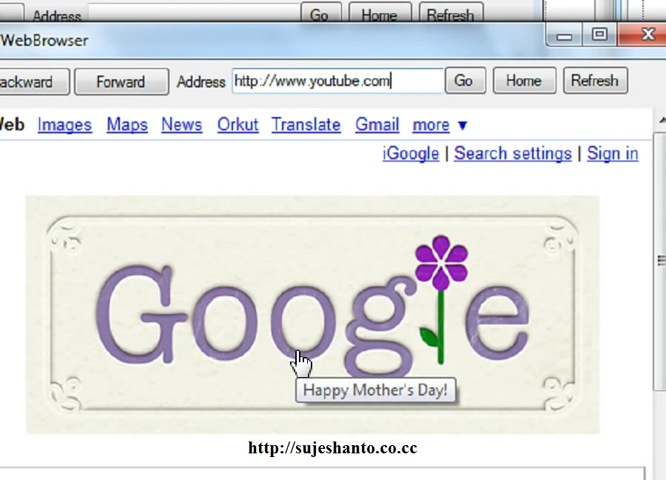 Address Go Home Refresh
WebBrowser
ackward Forward Address http://www.youtube.com Go Home Refresh
Web Images Maps News Orkut Translate Gmail more ▼
iGoogle | Search settings | Sign in
Google
Happy Mother's Day!
http://sujeshanto.co.cc